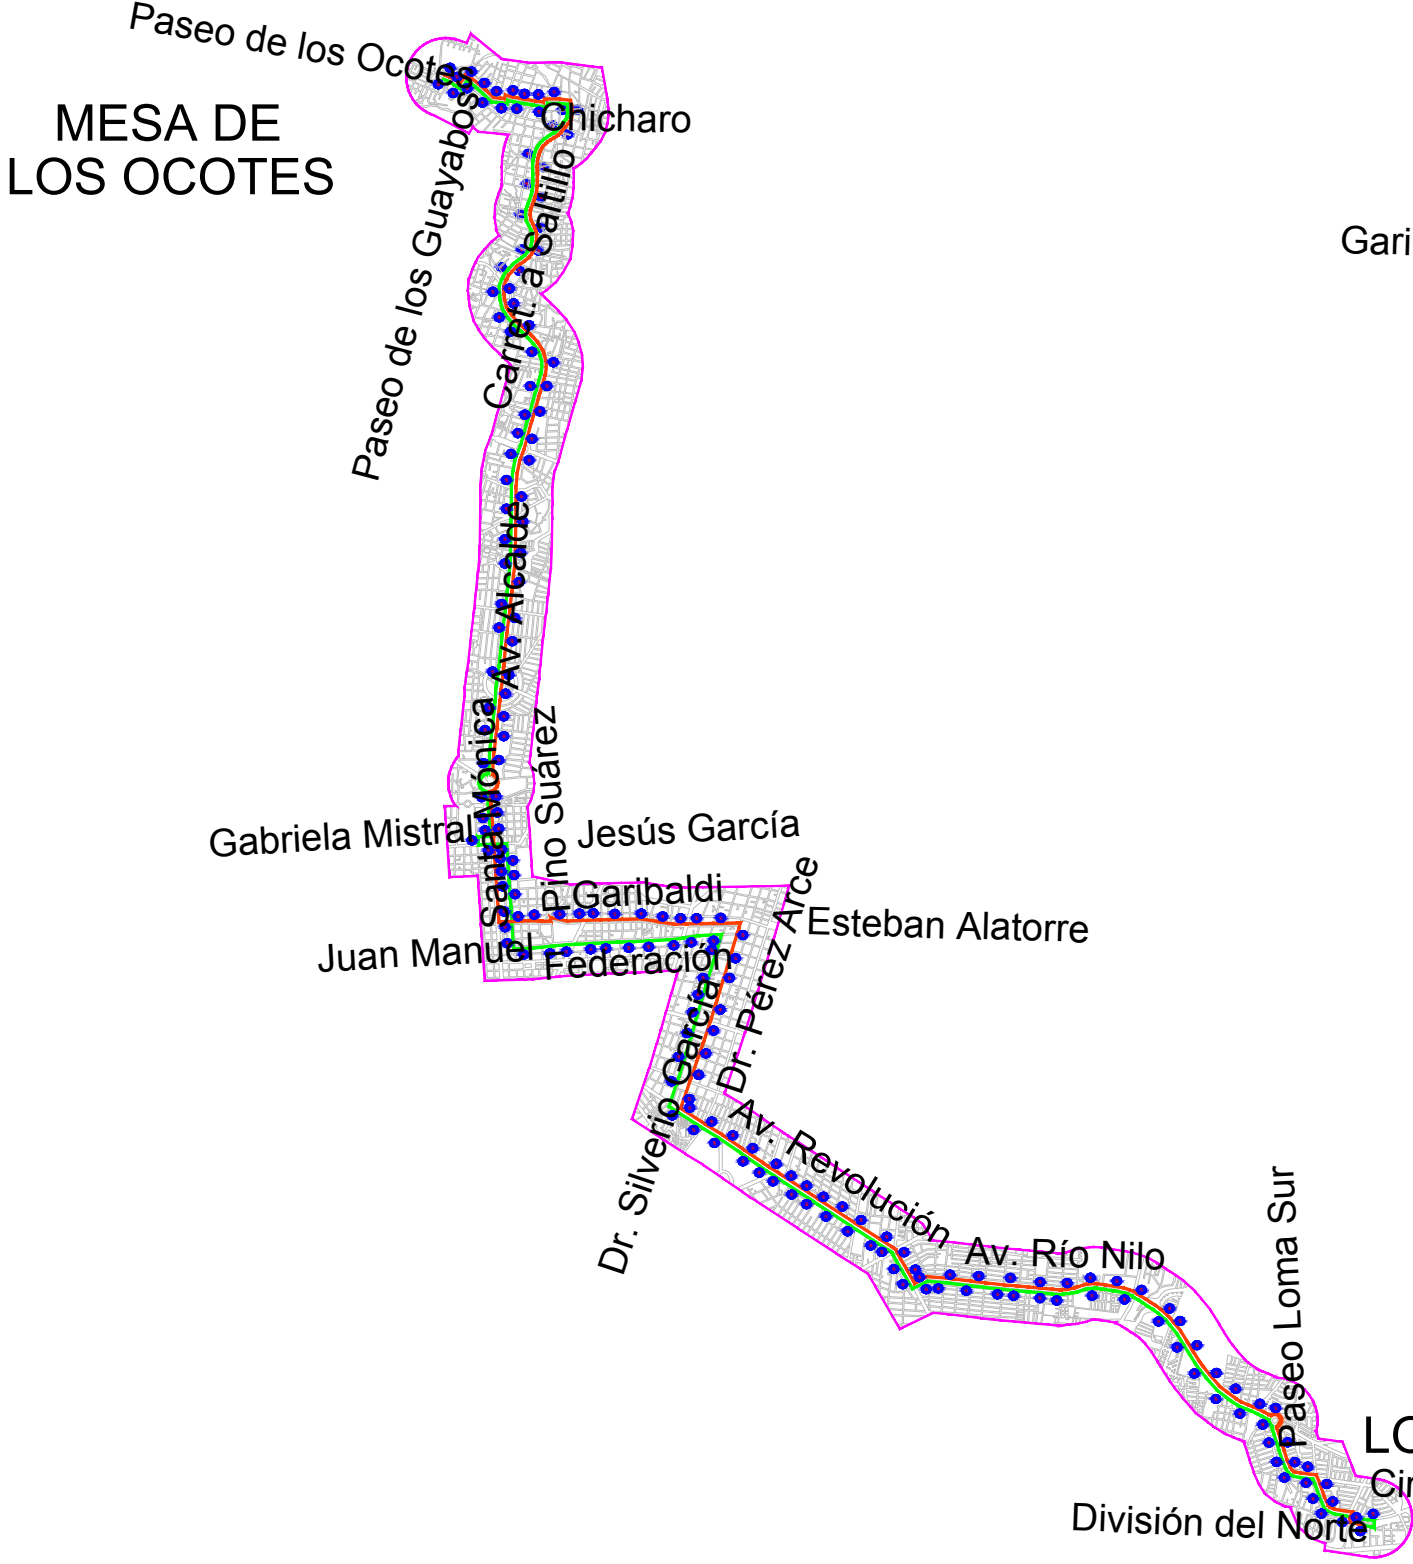 Paseo de los Ocotes
MESA DE
LOS OCOTES
Chicharo
Paseo de los Guayabos
Carret. a Saltillo
Gari
Av. Alcalde
Santa Mónica
Pino Suárez
Gabriela Mistral
Jesús García
Garibaldi
Esteban Alatorre
Juan Manuel
Federación
Dr. Pérez Arce
Dr. Silverio García
Av. Revolución
Av. Río Nilo
Paseo Loma Sur
LO
Cir
División del Norte